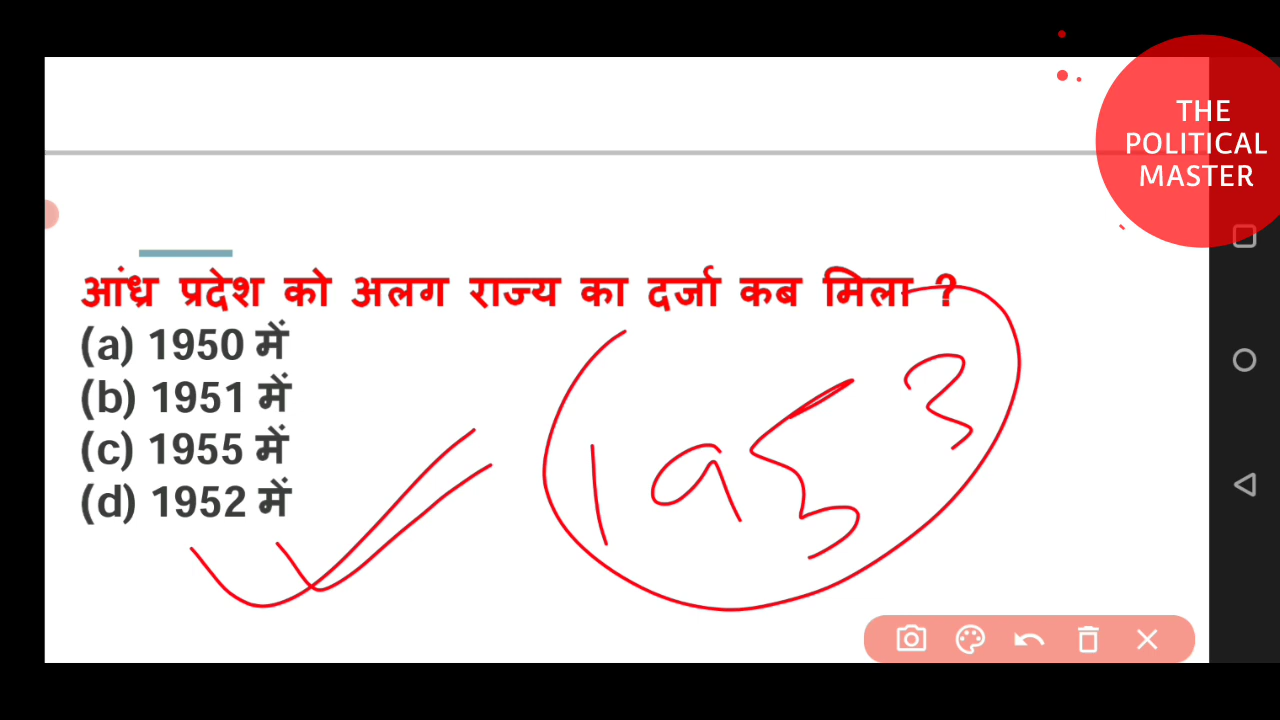 THE
POLITICAL
MASTER
आंध्र प्रदेश को अलग राज्य का दर्जा कब मिला ?
(a) 1950 में
(b) 1951 में
(c) 1955 में
(d) 1952 में
1953